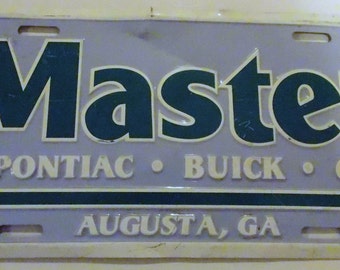 Maste
PONTIAC • BUICK •
AUGUSTA, GA